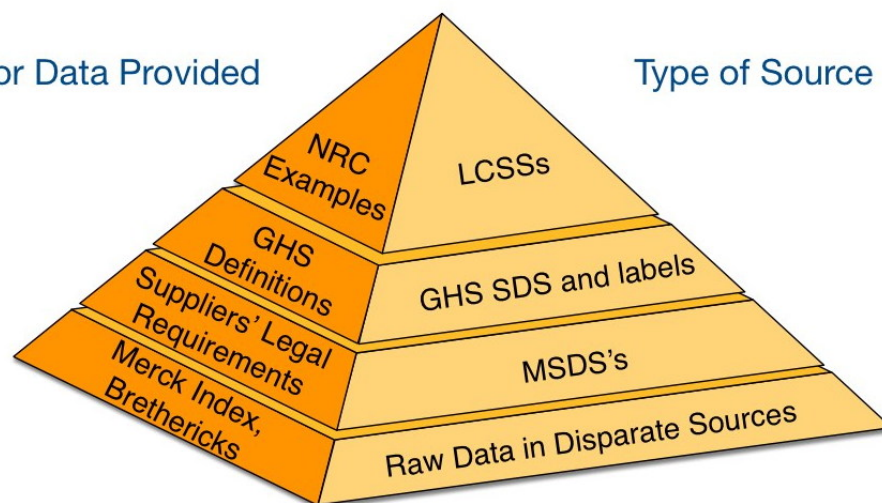 or Data Provided
Type of Source
NRC
Examples
LCSSs
GHS
Definitions
GHS SDS and labels
Suppliers' Legal
Requirements
MSDS's
Merck Index,
Brethericks
Raw Data in Disparate Sources